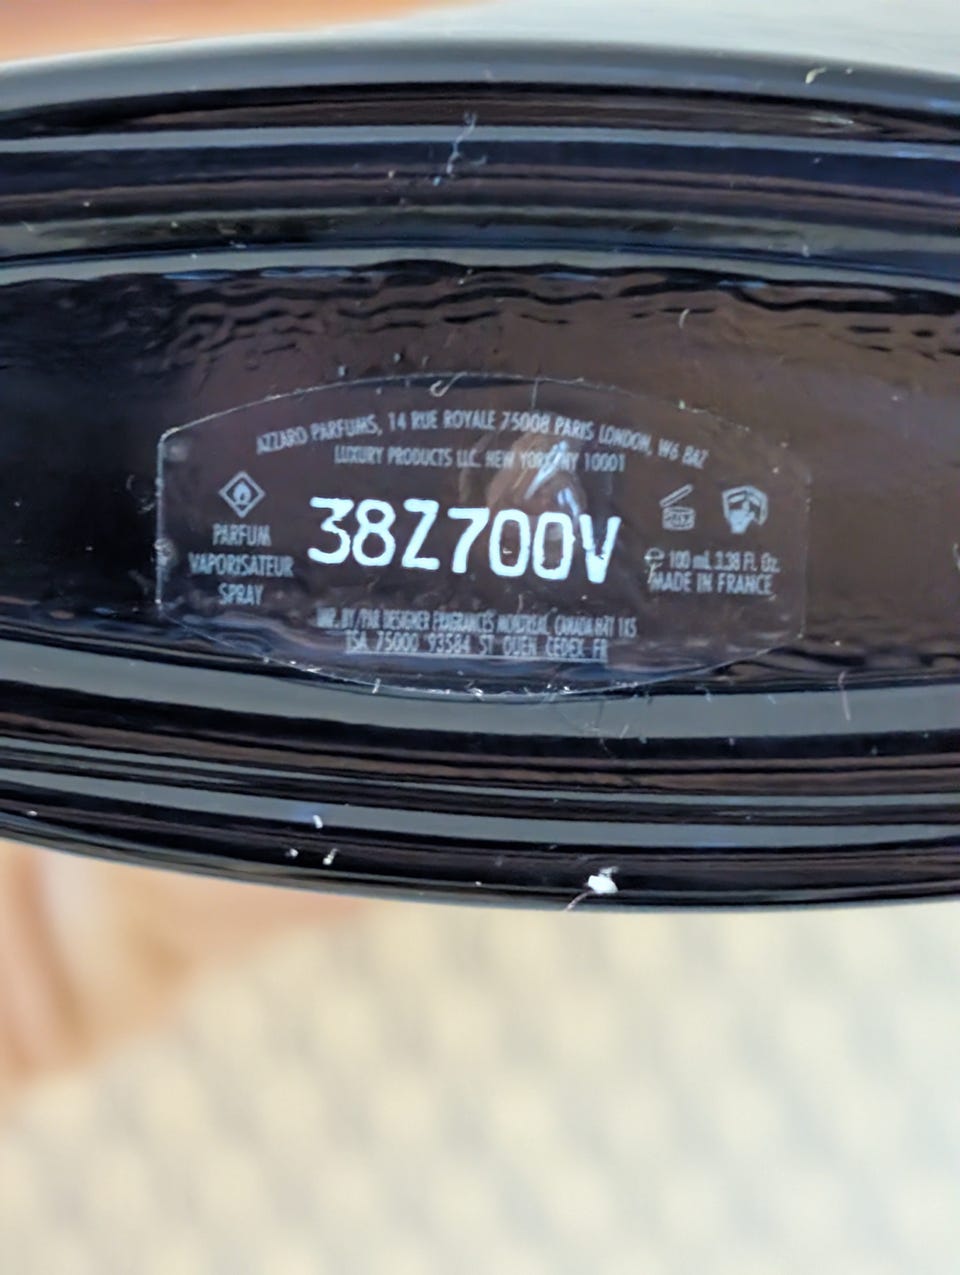 AZZARO PARFUMS, 14 RUE ROYALE 75008 PARIS LONDON, W6 8AZ
LUXURY PRODUCTS LLC. NEW YORK NY 10001
38Z700V
PARFUM
VAPORISATEUR
SPRAY
e 100 mL 3.38 Fl. Oz.
MADE IN FRANCE
IMP. BY/PAR DESIGNER FRAGRANCES MONTREAL, CANADA H4T 1K5
TSA 75000 93584 ST OUEN CEDEX FR